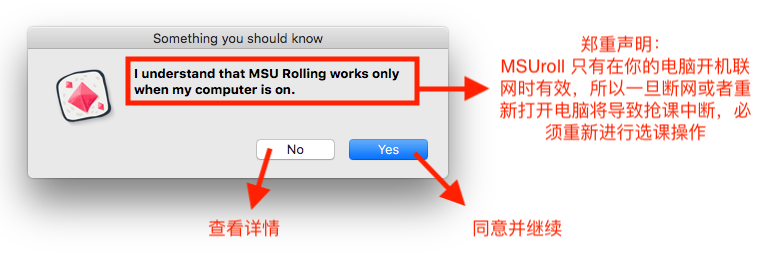 Something you should know
I understand that MSU Rolling works only
when my computer is on.
No
Yes
郑重声明：
MSUroll 只有在你的电脑开机联
网时有效，所以一旦断网或者重
新打开电脑将导致抢课中断，必
须重新进行选课操作
查看详情
同意并继续